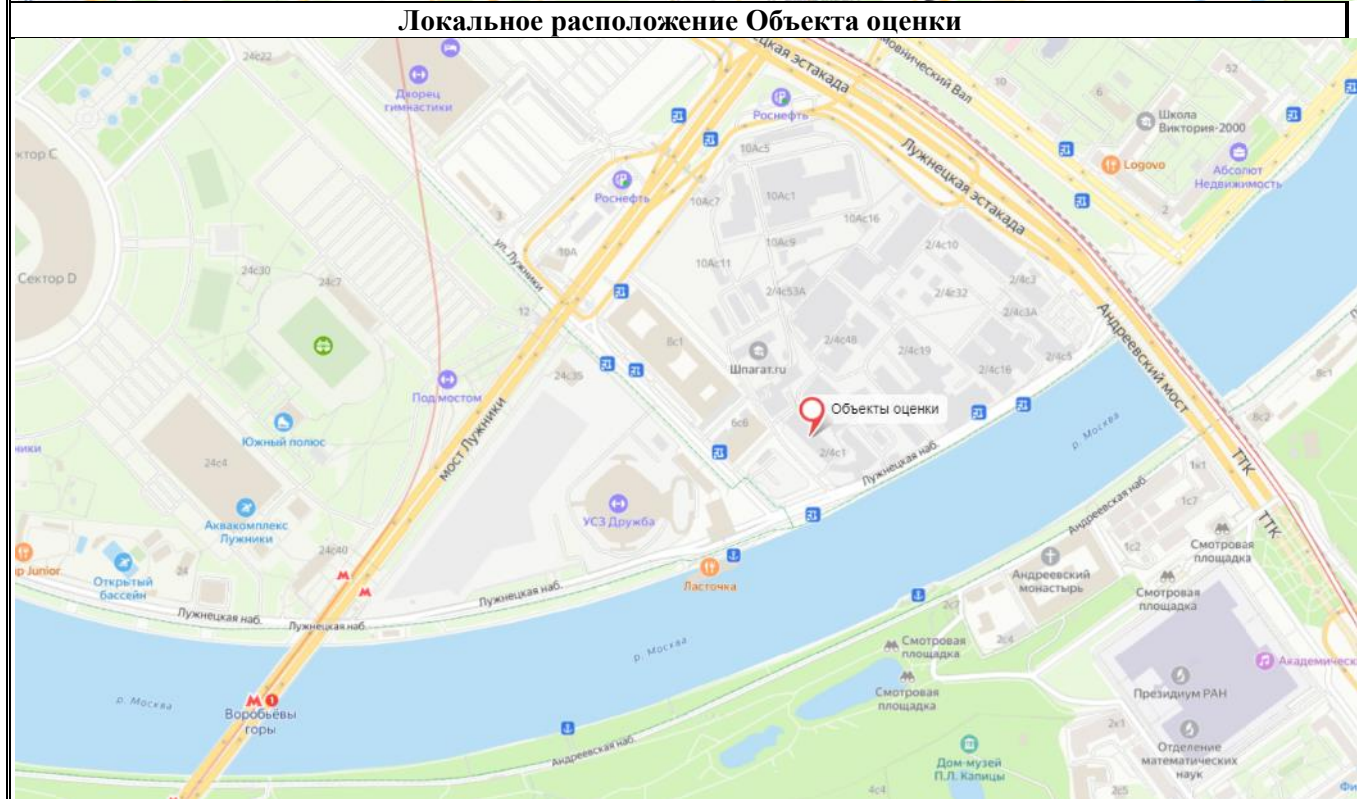 Локальное расположение Объекта оценки
24с22
Дворец
гимнастики
Роснефть
Лужнецкая эстакада
10
6
52
Школа
Виктория-2000
Logovo
Абсолют
Недвижимость
2
10Ас5
Роснефть
10Ас7
10Ас1
10Ас16
ул. Лужники
3
10А
10Ас9
10Ас11
2/4с10
2/4с3
2/4с53А
2/4с32
2/4с3А
Сектор D
24с30
24с7
12
8с1
Шпагат.ru
2/4с48
2/4с19
2/4с16
2/4с5
Андреевский мост
8с1
24с35
Под мостом
мост Лужники
Южный полюс
6с6
Объекты оценки
2/4с1
Лужнецкая наб.
р. Москва
8с2
ТТК
24с4
Аквакомплекс
Лужники
УСЗ Дружба
Андреевская наб.
1к1
1с7
1с2
Смотровая
площадка
ТТК
24с40
Открытый
бассейн
24
Ласточка
Андреевский
монастырь
Смотровая
площадка
Лужнецкая наб.
Лужнецкая наб.
Лужнецкая наб.
2с7
2с4
Смотровая
площадка
р. Москва
Смотровая
площадка
Президиум РАН
р. Москва
М 1
Воробьёвы
горы
2к1
Андреевская наб.
Дом-музей
П.Л. Капицы
Отделение
математических
наук
4с4
2с5